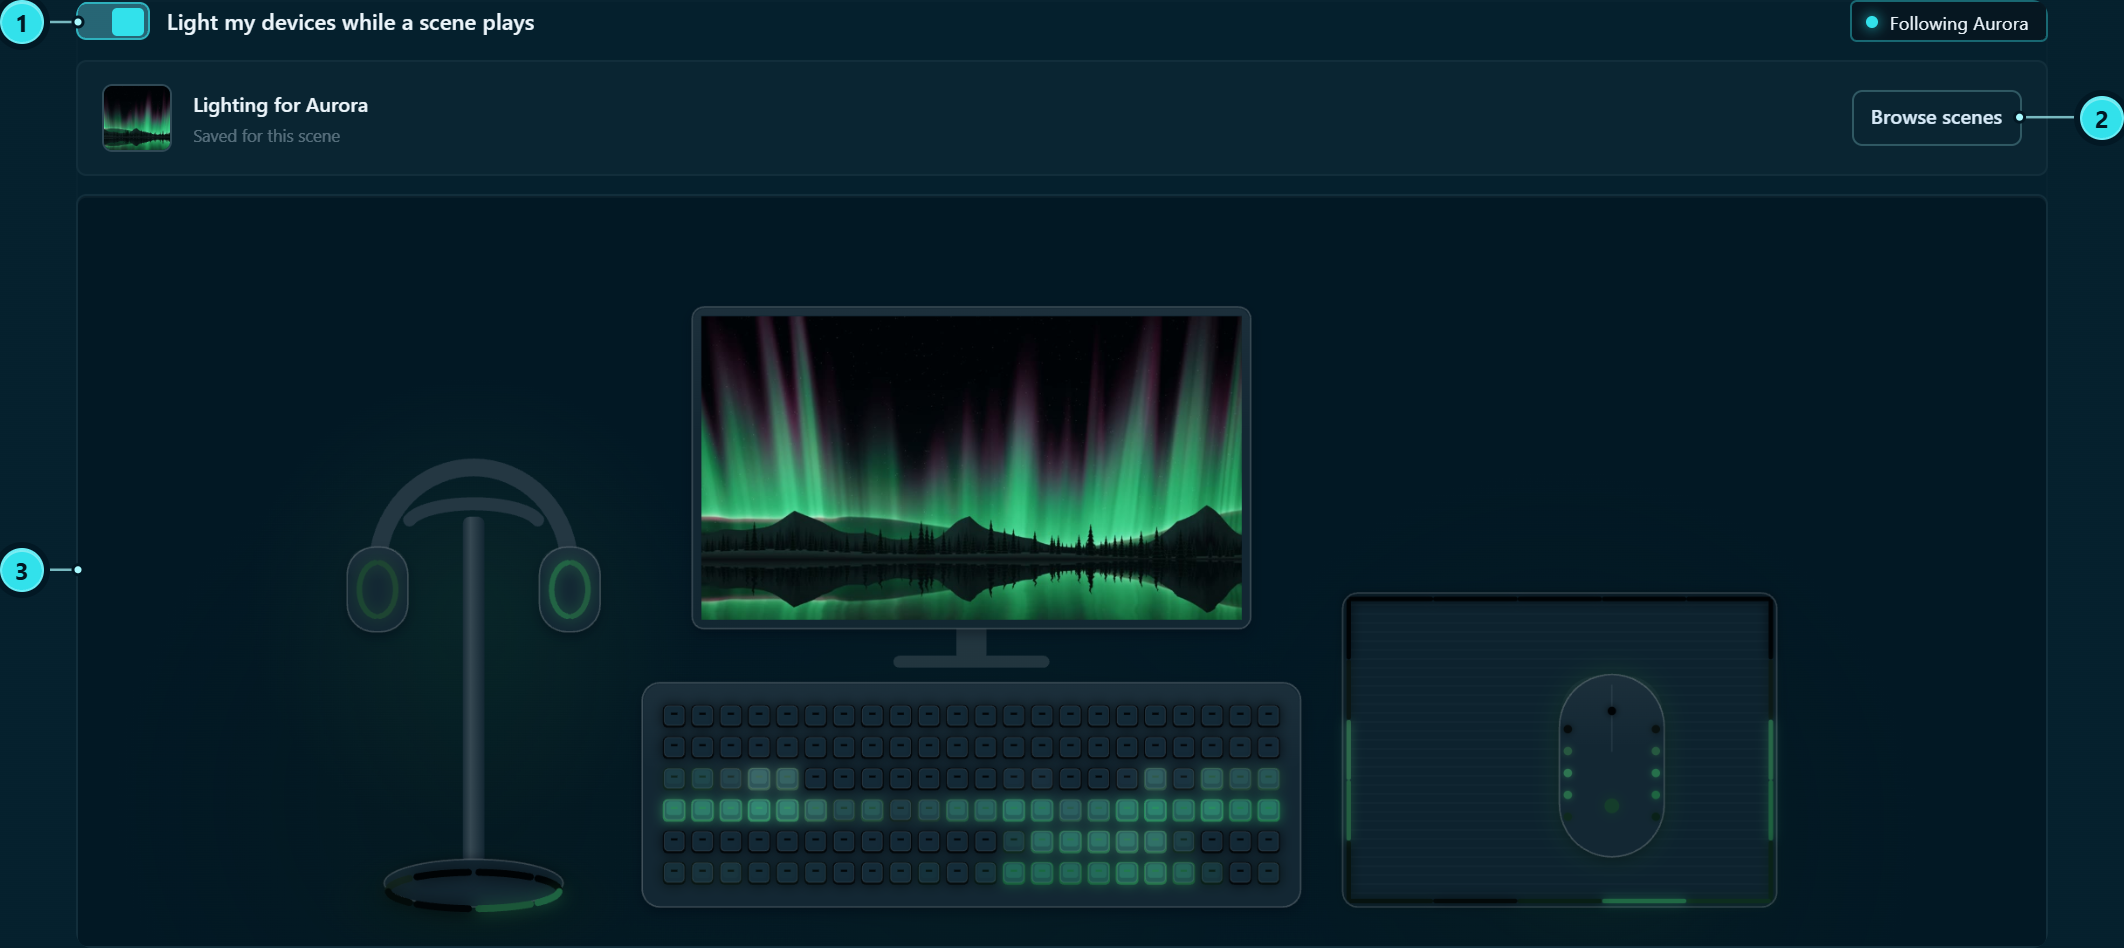 1
Light my devices while a scene plays
Following Aurora
Lighting for Aurora
Saved for this scene
Browse scenes
2
3